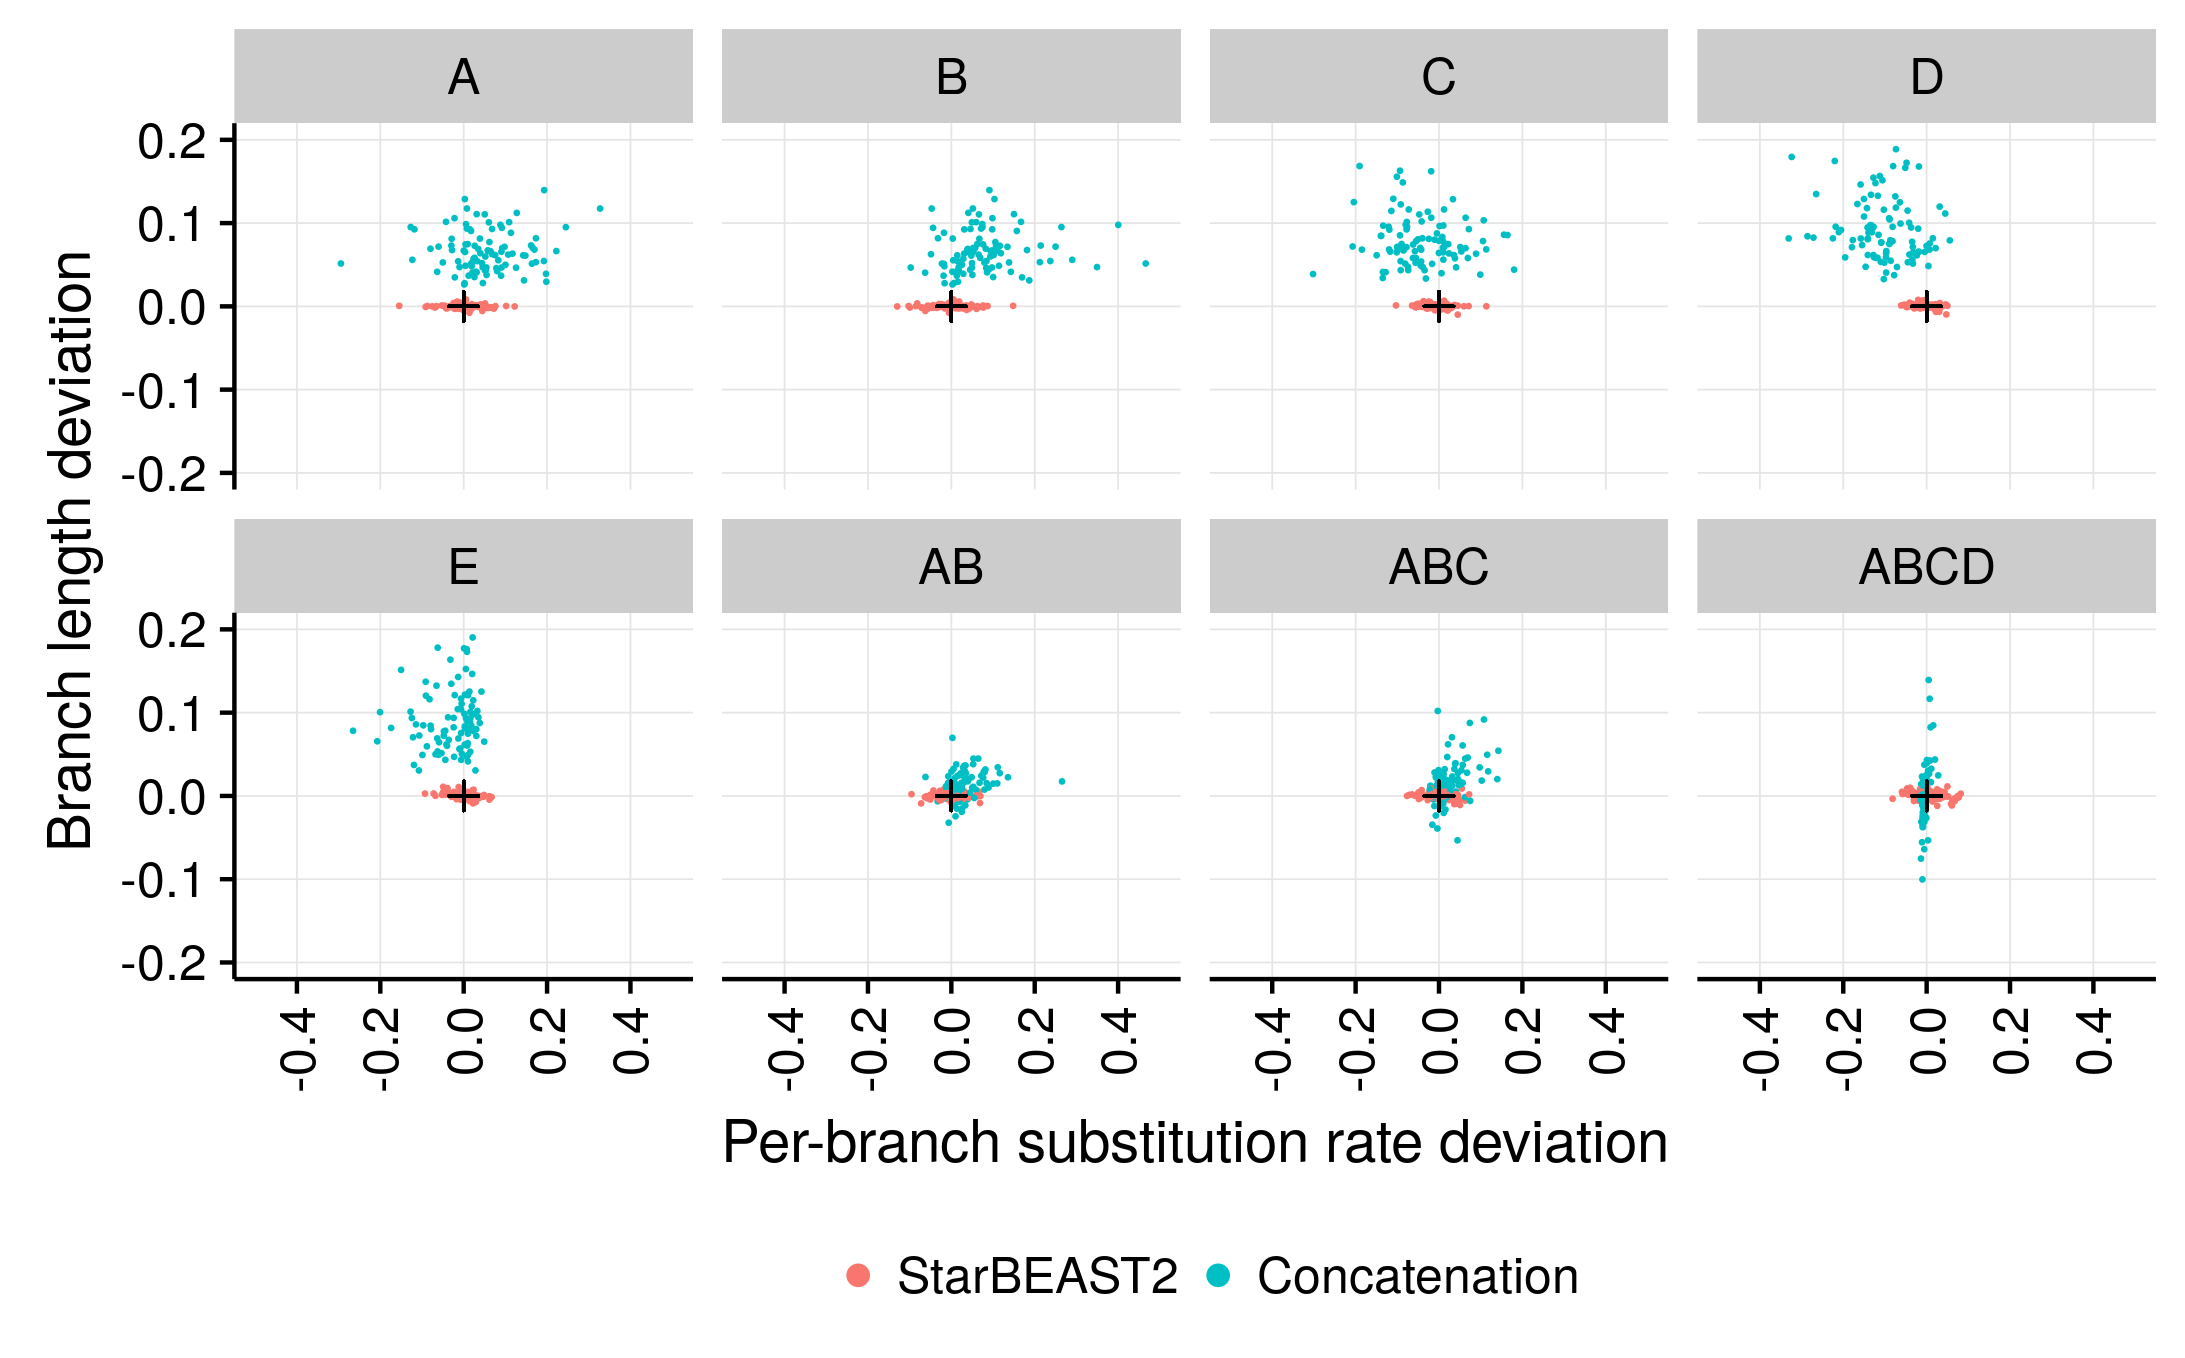 A B C D
0.2
0.1
0.0
-0.1
-0.2
Branch length deviation
E AB ABC ABCD
0.2
0.1
0.0
-0.1
-0.2
-0.4 -0.2 0.0 0.2 0.4 -0.4 -0.2 0.0 0.2 0.4 -0.4 -0.2 0.0 0.2 0.4 -0.4 -0.2 0.0 0.2 0.4
Per-branch substitution rate deviation
StarBEAST2 Concatenation